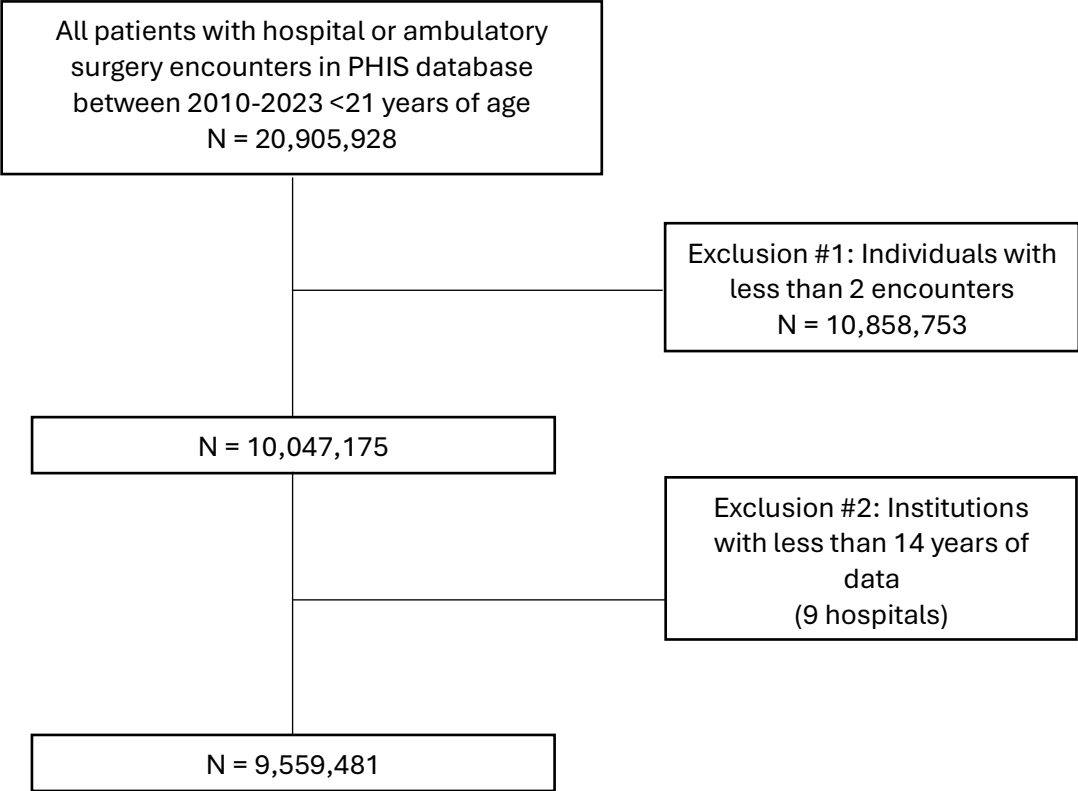 All patients with hospital or ambulatory
surgery encounters in PHIS database
between 2010-2023 <21 years of age
N = 20,905,928
Exclusion #1: Individuals with
less than 2 encounters
N = 10,858,753
N = 10,047,175
Exclusion #2: Institutions
with less than 14 years of
data
(9 hospitals)
N = 9,559,481